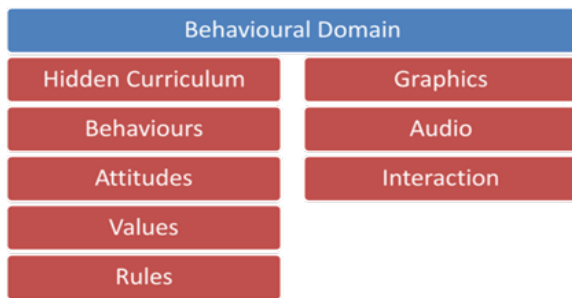 Behavioural Domain
Hidden Curriculum
Behaviours
Attitudes
Values
Rules
Graphics
Audio
Interaction